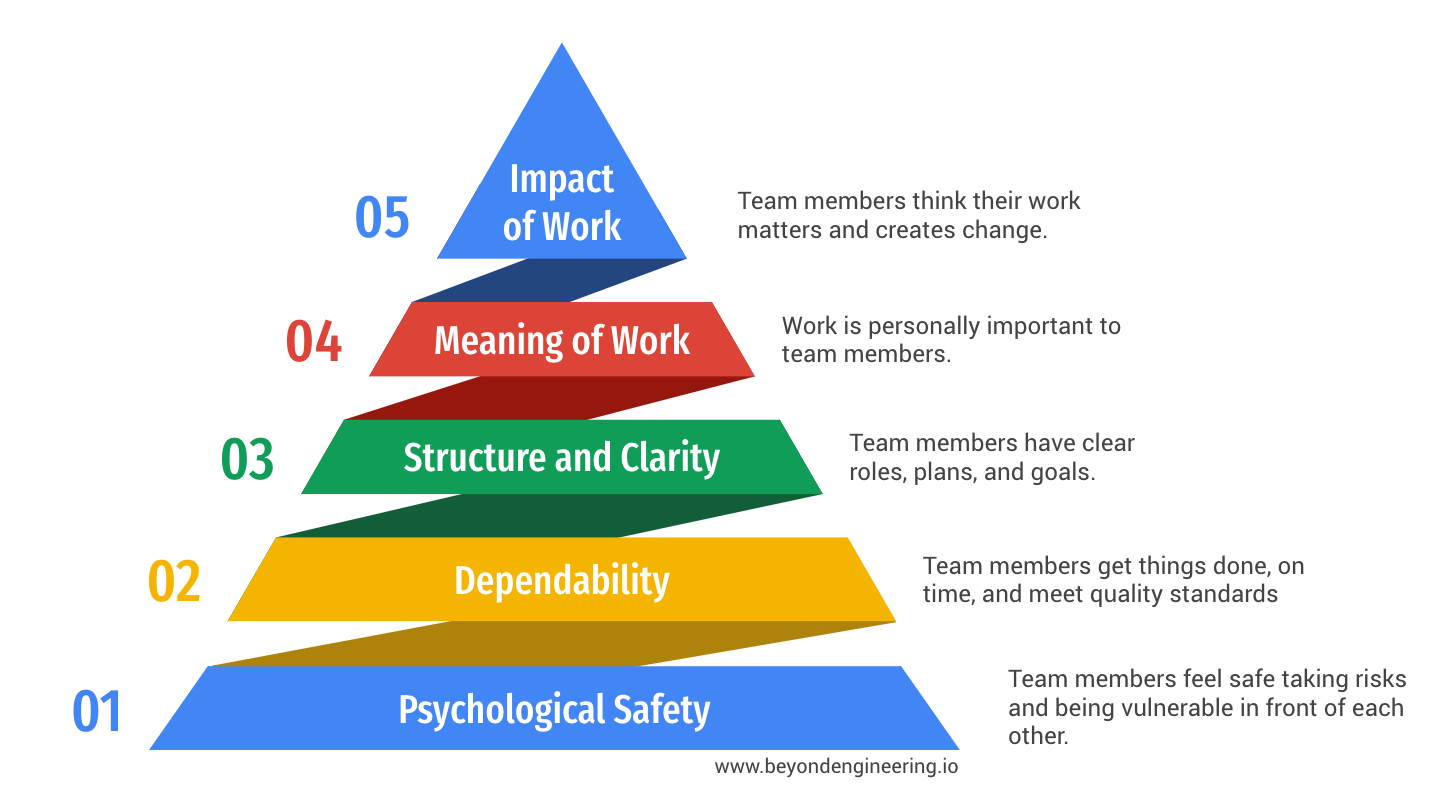 Impact
of Work
05
Team members think their work
matters and creates change.
04
Meaning of Work
Work is personally important to
team members.
03
Structure and Clarity
Team members have clear
roles, plans, and goals.
02
Dependability
Team members get things done, on
time, and meet quality standards
01
Psychological Safety
Team members feel safe taking risks
and being vulnerable in front of each
other.
www.beyondengineering.io